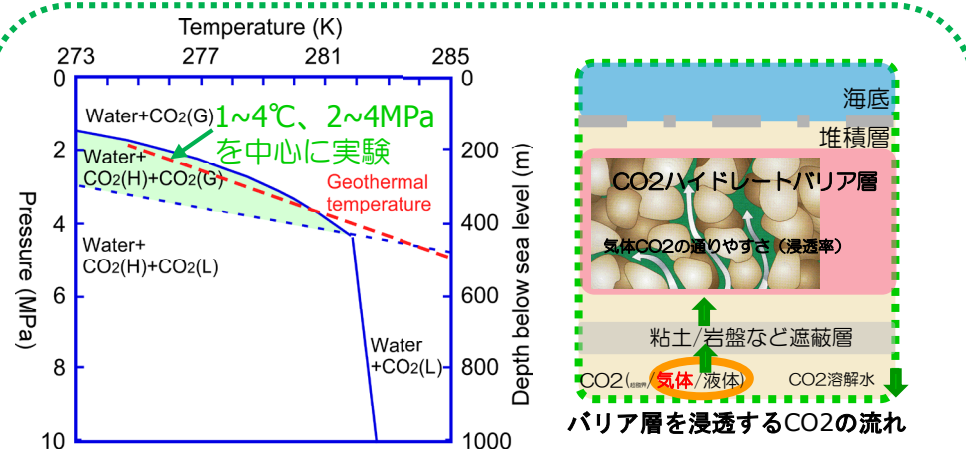 Temperature (K)
273 277 281 285
0
2
4
6
8
10
Pressure (MPa)
0
200
400
600
800
1000
Depth below sea level (m)
Water+CO2(G)
1~4℃、2~4MPa
を中心に実験
Water+
CO2(H)+CO2(G)
Geothermal
temperature
Water+
CO2(H)+CO2(L)
Water
+CO2(L)
海底
堆積層
CO2ハイドレートバリア層
気体CO2の通りやすさ（浸透率）
粘土/岩盤など遮蔽層
CO2(超臨界/気体/液体)
CO2溶解水
バリア層を浸透するCO2の流れ